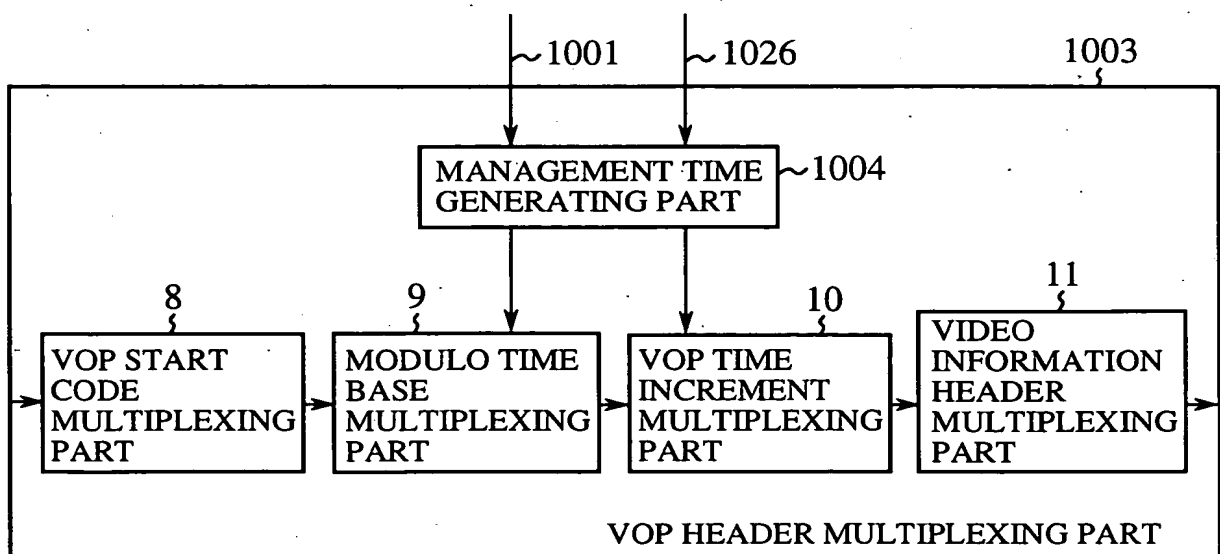 1001
1026
1003
MANAGEMENT TIME
GENERATING PART
1004
8
VOP START
CODE
MULTIPLEXING
PART
9
MODULO TIME
BASE
MULTIPLEXING
PART
10
VOP TIME
INCREMENT
MULTIPLEXING
PART
11
VIDEO
INFORMATION
HEADER
MULTIPLEXING
PART
VOP HEADER MULTIPLEXING PART